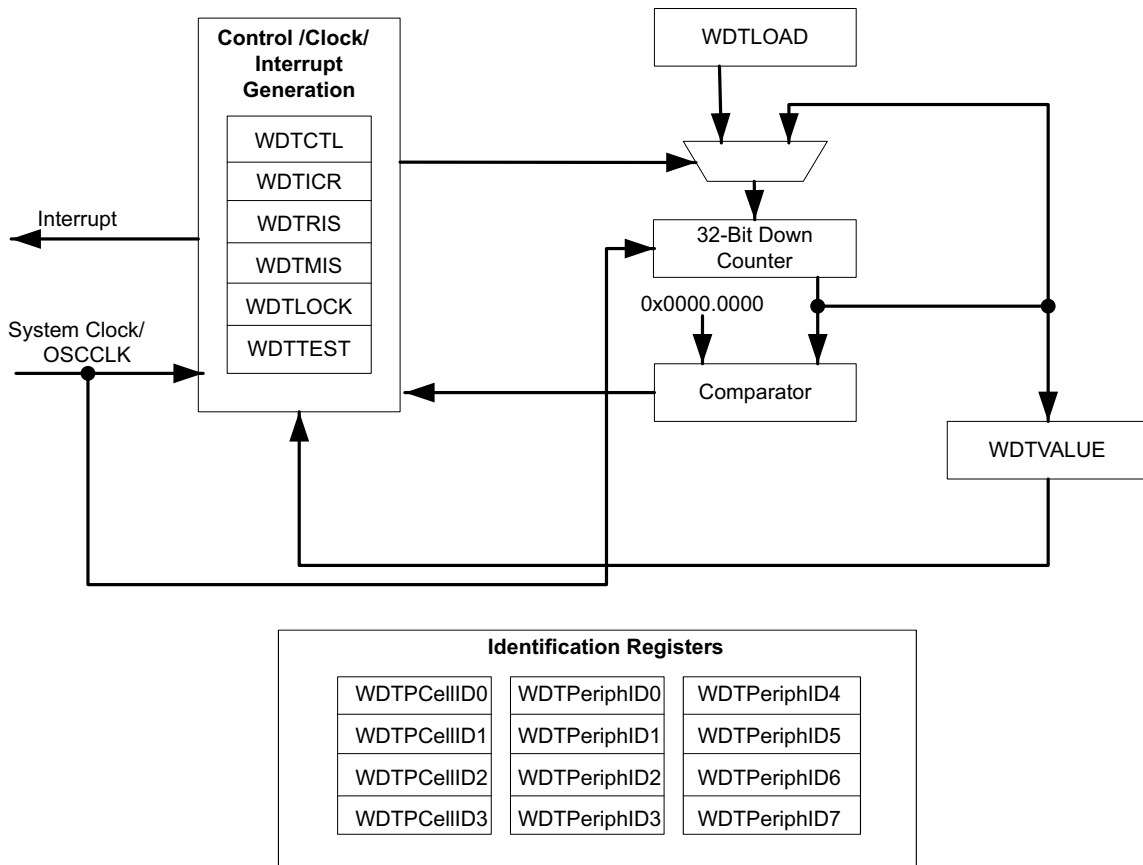 Control /Clock/
Interrupt
Generation
WDTCTL
WDTICR
WDTRIS
WDTMIS
WDTLOCK
WDTTEST
Interrupt
System Clock/
OSCCLK
WDTLOAD
32-Bit Down
Counter
0x0000.0000
Comparator
WDTVALUE
Identification Registers
WDTPCellID0
WDTPCellID1
WDTPCellID2
WDTPCellID3
WDTPeriphID0
WDTPeriphID1
WDTPeriphID2
WDTPeriphID3
WDTPeriphID4
WDTPeriphID5
WDTPeriphID6
WDTPeriphID7